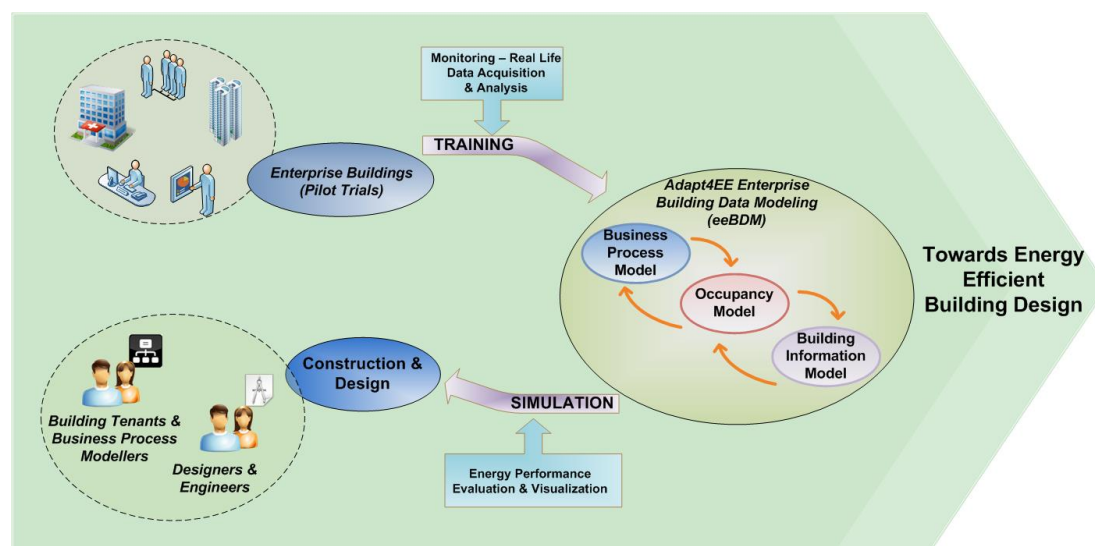 Monitoring – Real Life
Data Acquisition
& Analysis
TRAINING
Enterprise Buildings
(Pilot Trials)
Adapt4EE Enterprise
Building Data Modeling
(eeBDM)
Business
Process
Model
Occupancy
Model
Building
Information
Model
Towards Energy
Efficient
Building Design
Construction &
Design
SIMULATION
Building Tenants &
Business Process
Modellers
Designers &
Engineers
Energy Performance
Evaluation & Visualization